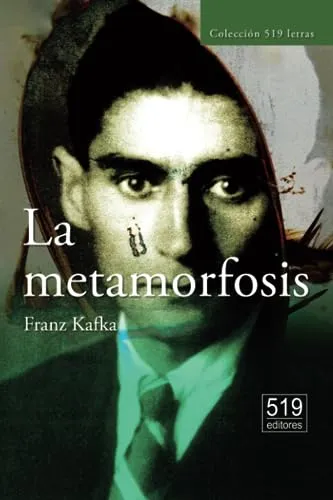 Colección 519 letras
La
metamorfosis
Franz Kafka
519
editores